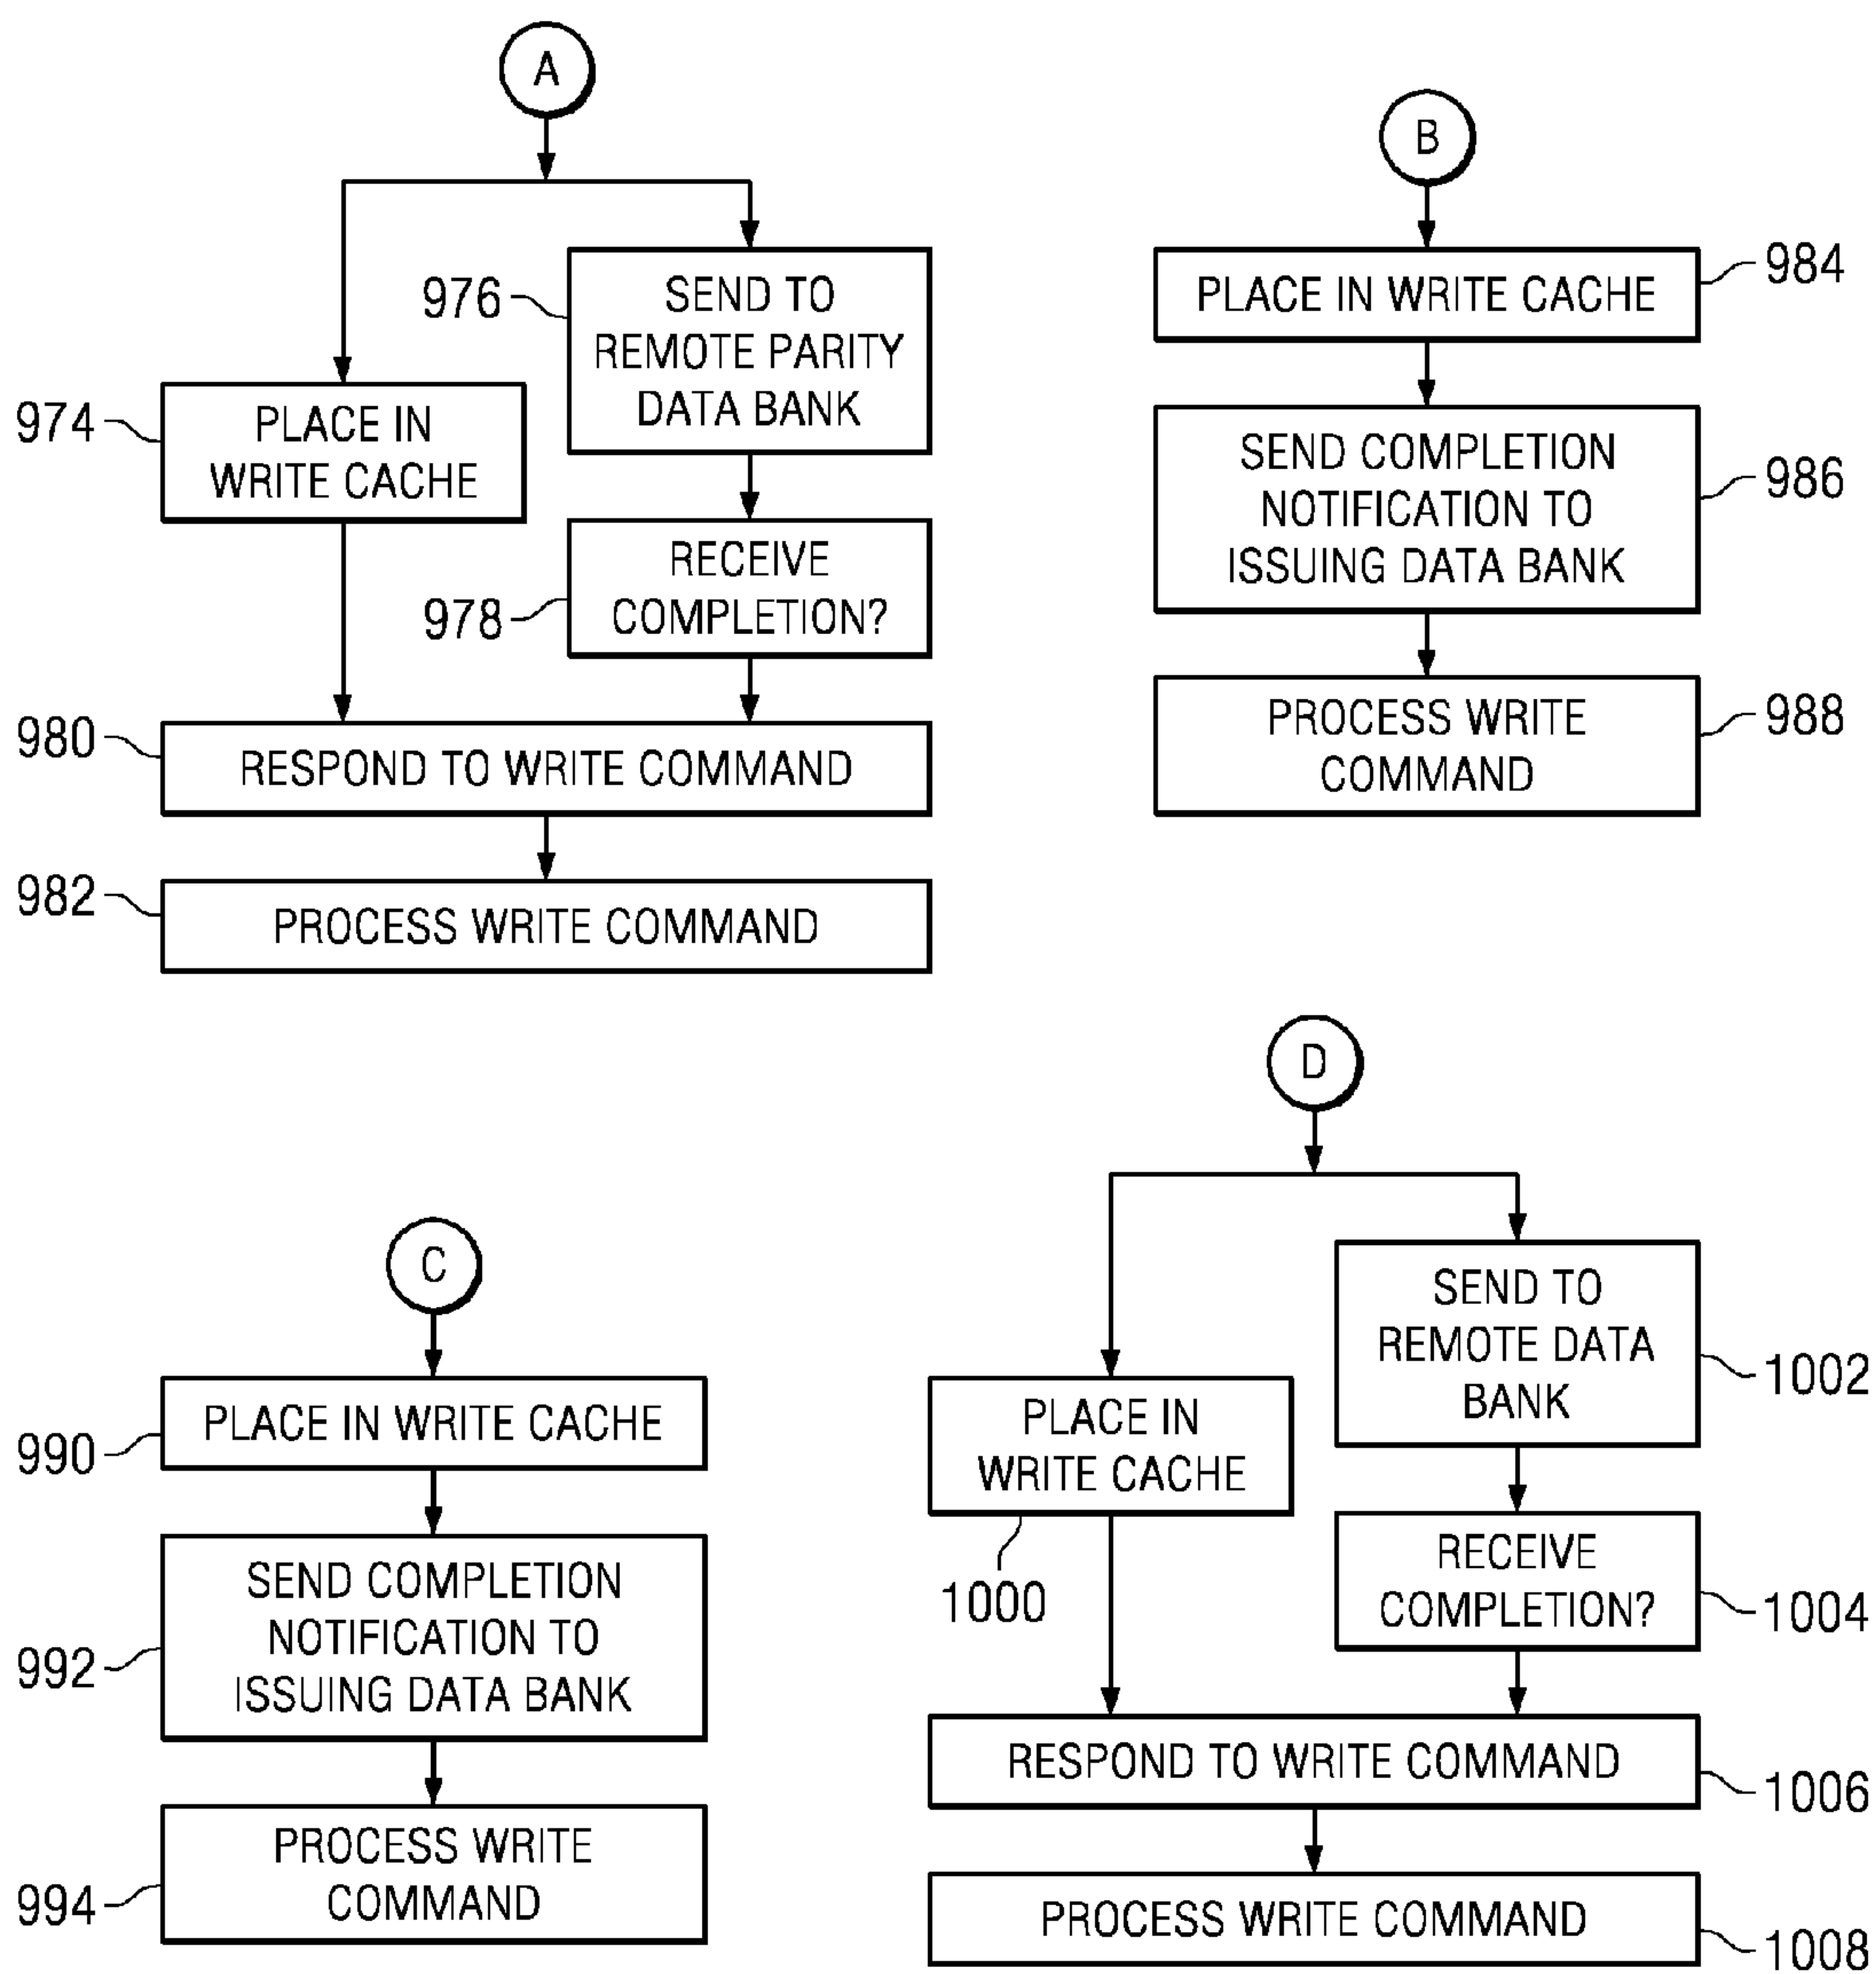 A
976
SEND TO
REMOTE PARITY
DATA BANK
974
PLACE IN
WRITE CACHE
978
RECEIVE
COMPLETION?
980
RESPOND TO WRITE COMMAND
982
PROCESS WRITE COMMAND
B
PLACE IN WRITE CACHE
984
SEND COMPLETION
NOTIFICATION TO
ISSUING DATA BANK
986
PROCESS WRITE
COMMAND
988
C
990
PLACE IN WRITE CACHE
992
SEND COMPLETION
NOTIFICATION TO
ISSUING DATA BANK
994
PROCESS WRITE
COMMAND
D
SEND TO
REMOTE DATA
BANK
1002
PLACE IN
WRITE CACHE
1000
RECEIVE
COMPLETION?
1004
RESPOND TO WRITE COMMAND
1006
PROCESS WRITE COMMAND
1008